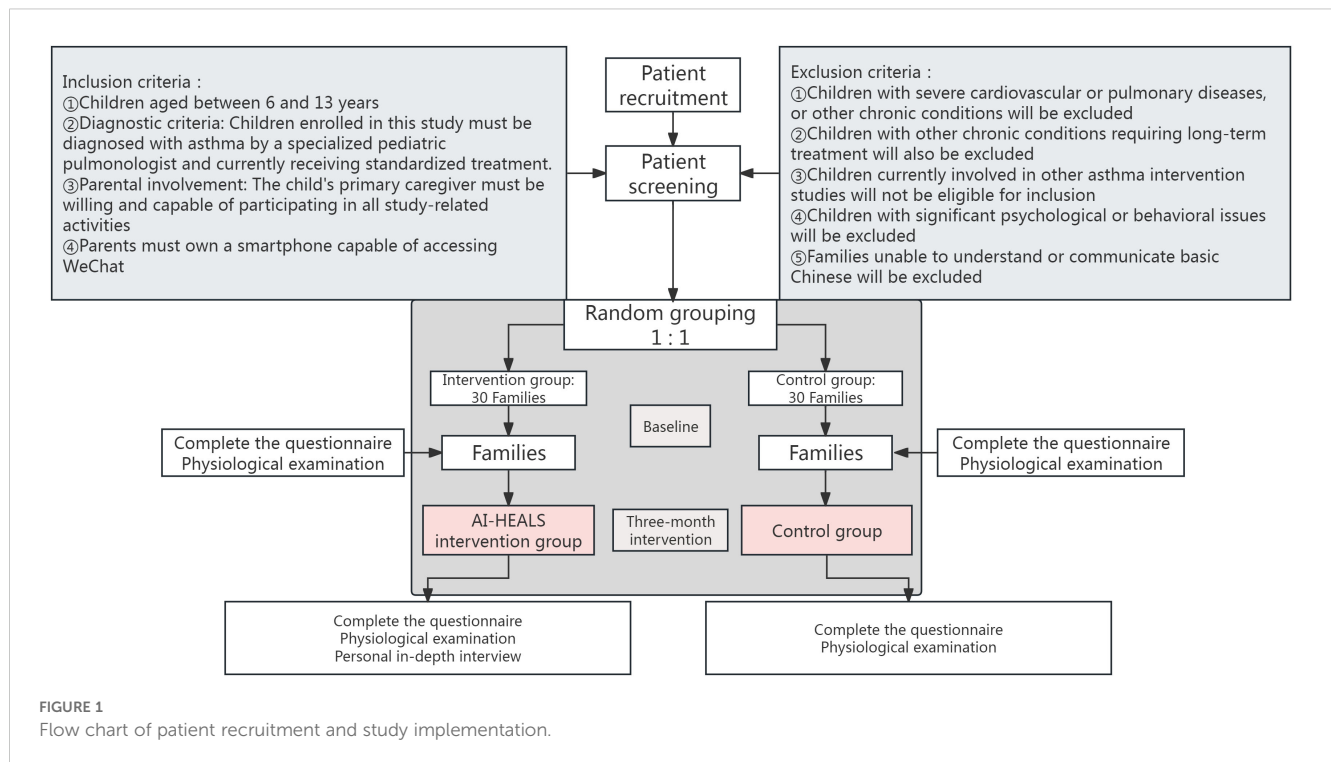 Inclusion criteria :
①Children aged between 6 and 13 years
②Diagnostic criteria: Children enrolled in this study must be
diagnosed with asthma by a specialized pediatric
pulmonologist and currently receiving standardized treatment.
③Parental involvement: The child's primary caregiver must be
willing and capable of participating in all study-related
activities
④Parents must own a smartphone capable of accessing
WeChat
Patient
recruitment
Patient
screening
Exclusion criteria :
①Children with severe cardiovascular or pulmonary diseases,
or other chronic conditions will be excluded
②Children with other chronic conditions requiring long-term
treatment will also be excluded
③Children currently involved in other asthma intervention
studies will not be eligible for inclusion
④Children with significant psychological or behavioral issues
will be excluded
⑤Families unable to understand or communicate basic
Chinese will be excluded
Random grouping
1 : 1
Intervention group:
30 Families
Control group:
30 Families
Baseline
Complete the questionnaire
Physiological examination
Families
Families
Complete the questionnaire
Physiological examination
AI-HEALS
intervention group
Three-month
intervention
Control group
Complete the questionnaire
Physiological examination
Personal in-depth interview
Complete the questionnaire
Physiological examination
FIGURE 1
Flow chart of patient recruitment and study implementation.